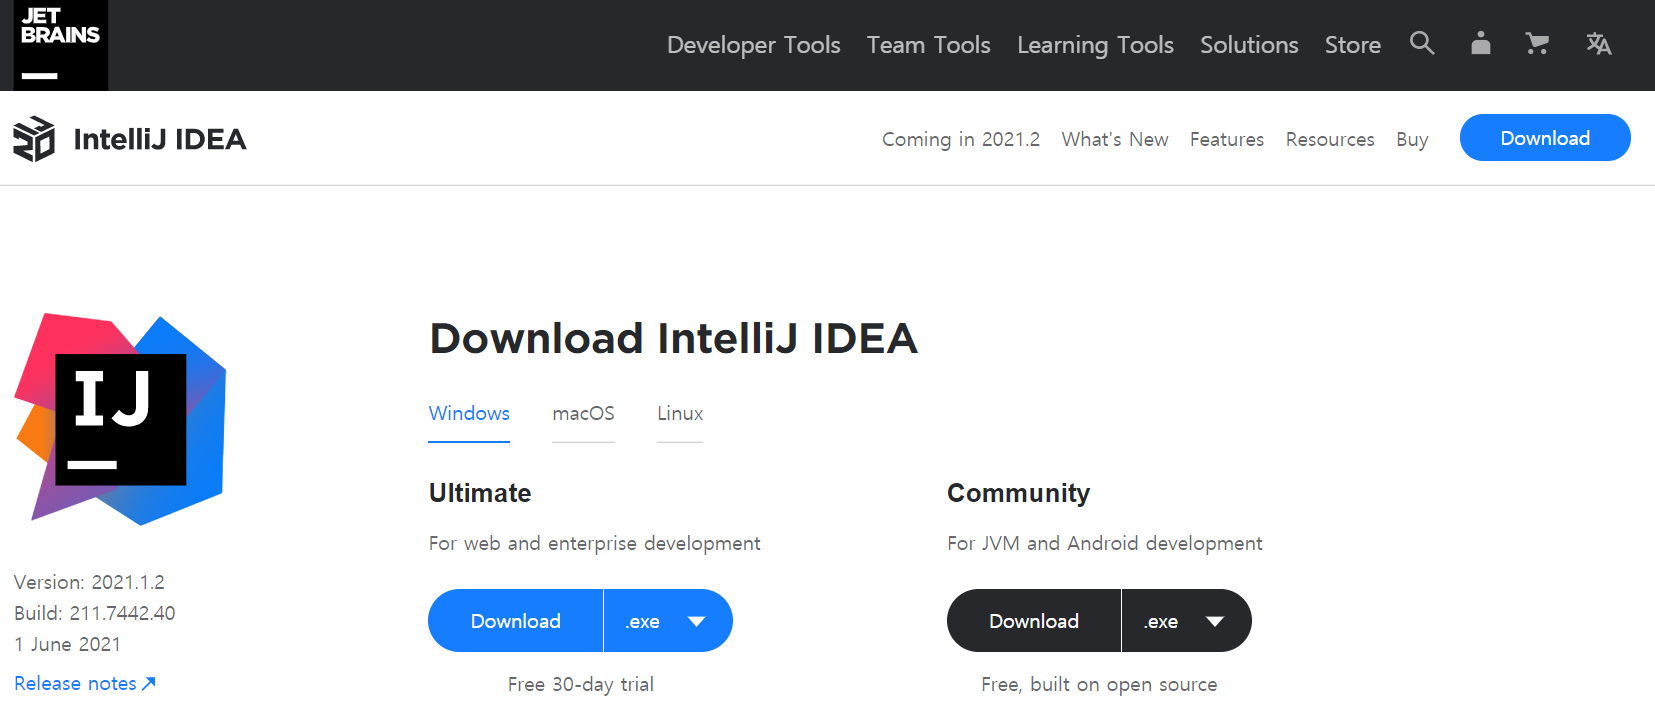 JET
BRAINS
Developer Tools Team Tools Learning Tools Solutions Store
IntelliJ IDEA
Coming in 2021.2 What's New Features Resources Buy Download
IJ
Download IntelliJ IDEA
Windows macOS Linux
Ultimate
For web and enterprise development
Download .exe
Free 30-day trial
Community
For JVM and Android development
Download .exe
Free, built on open source
Version: 2021.1.2
Build: 211.7442.40
1 June 2021
Release notes